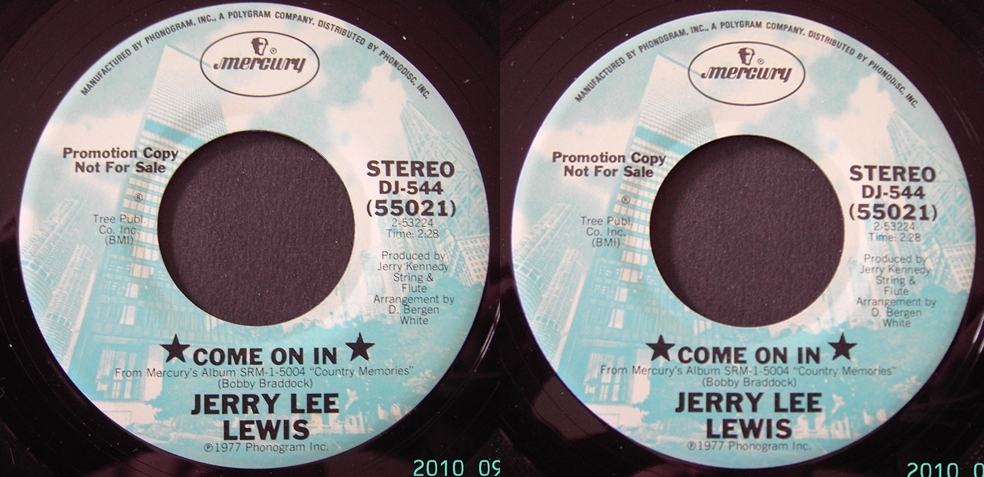 MANUFACTURED BY PHONOGRAM, INC., A POLYGRAM COMPANY. DISTRIBUTED BY PHONODISC, INC.
mercury ®
Promotion Copy
Not For Sale
STEREO
DJ-544
(55021)
2-53224
Time: 2:28
®
Tree Publ.
Co. Inc.
(BMI)
Produced by
Jerry Kennedy
String &
Flute
Arrangement by
D. Bergen
White
★COME ON IN★
From Mercury's Album SRM-1-5004 "Country Memories"
(Bobby Braddock)
JERRY LEE
LEWIS
℗1977 Phonogram Inc.
2010 09
MANUFACTURED BY PHONOGRAM, INC., A POLYGRAM COMPANY. DISTRIBUTED BY PHONODISC, INC.
mercury ®
Promotion Copy
Not For Sale
STEREO
DJ-544
(55021)
2-53224
Time: 2:28
®
Tree Publ.
Co. Inc.
(BMI)
Produced by
Jerry Kennedy
String &
Flute
Arrangement by
D. Bergen
White
★COME ON IN★
From Mercury's Album SRM-1-5004 "Country Memories"
(Bobby Braddock)
JERRY LEE
LEWIS
℗1977 Phonogram Inc.
2010 0